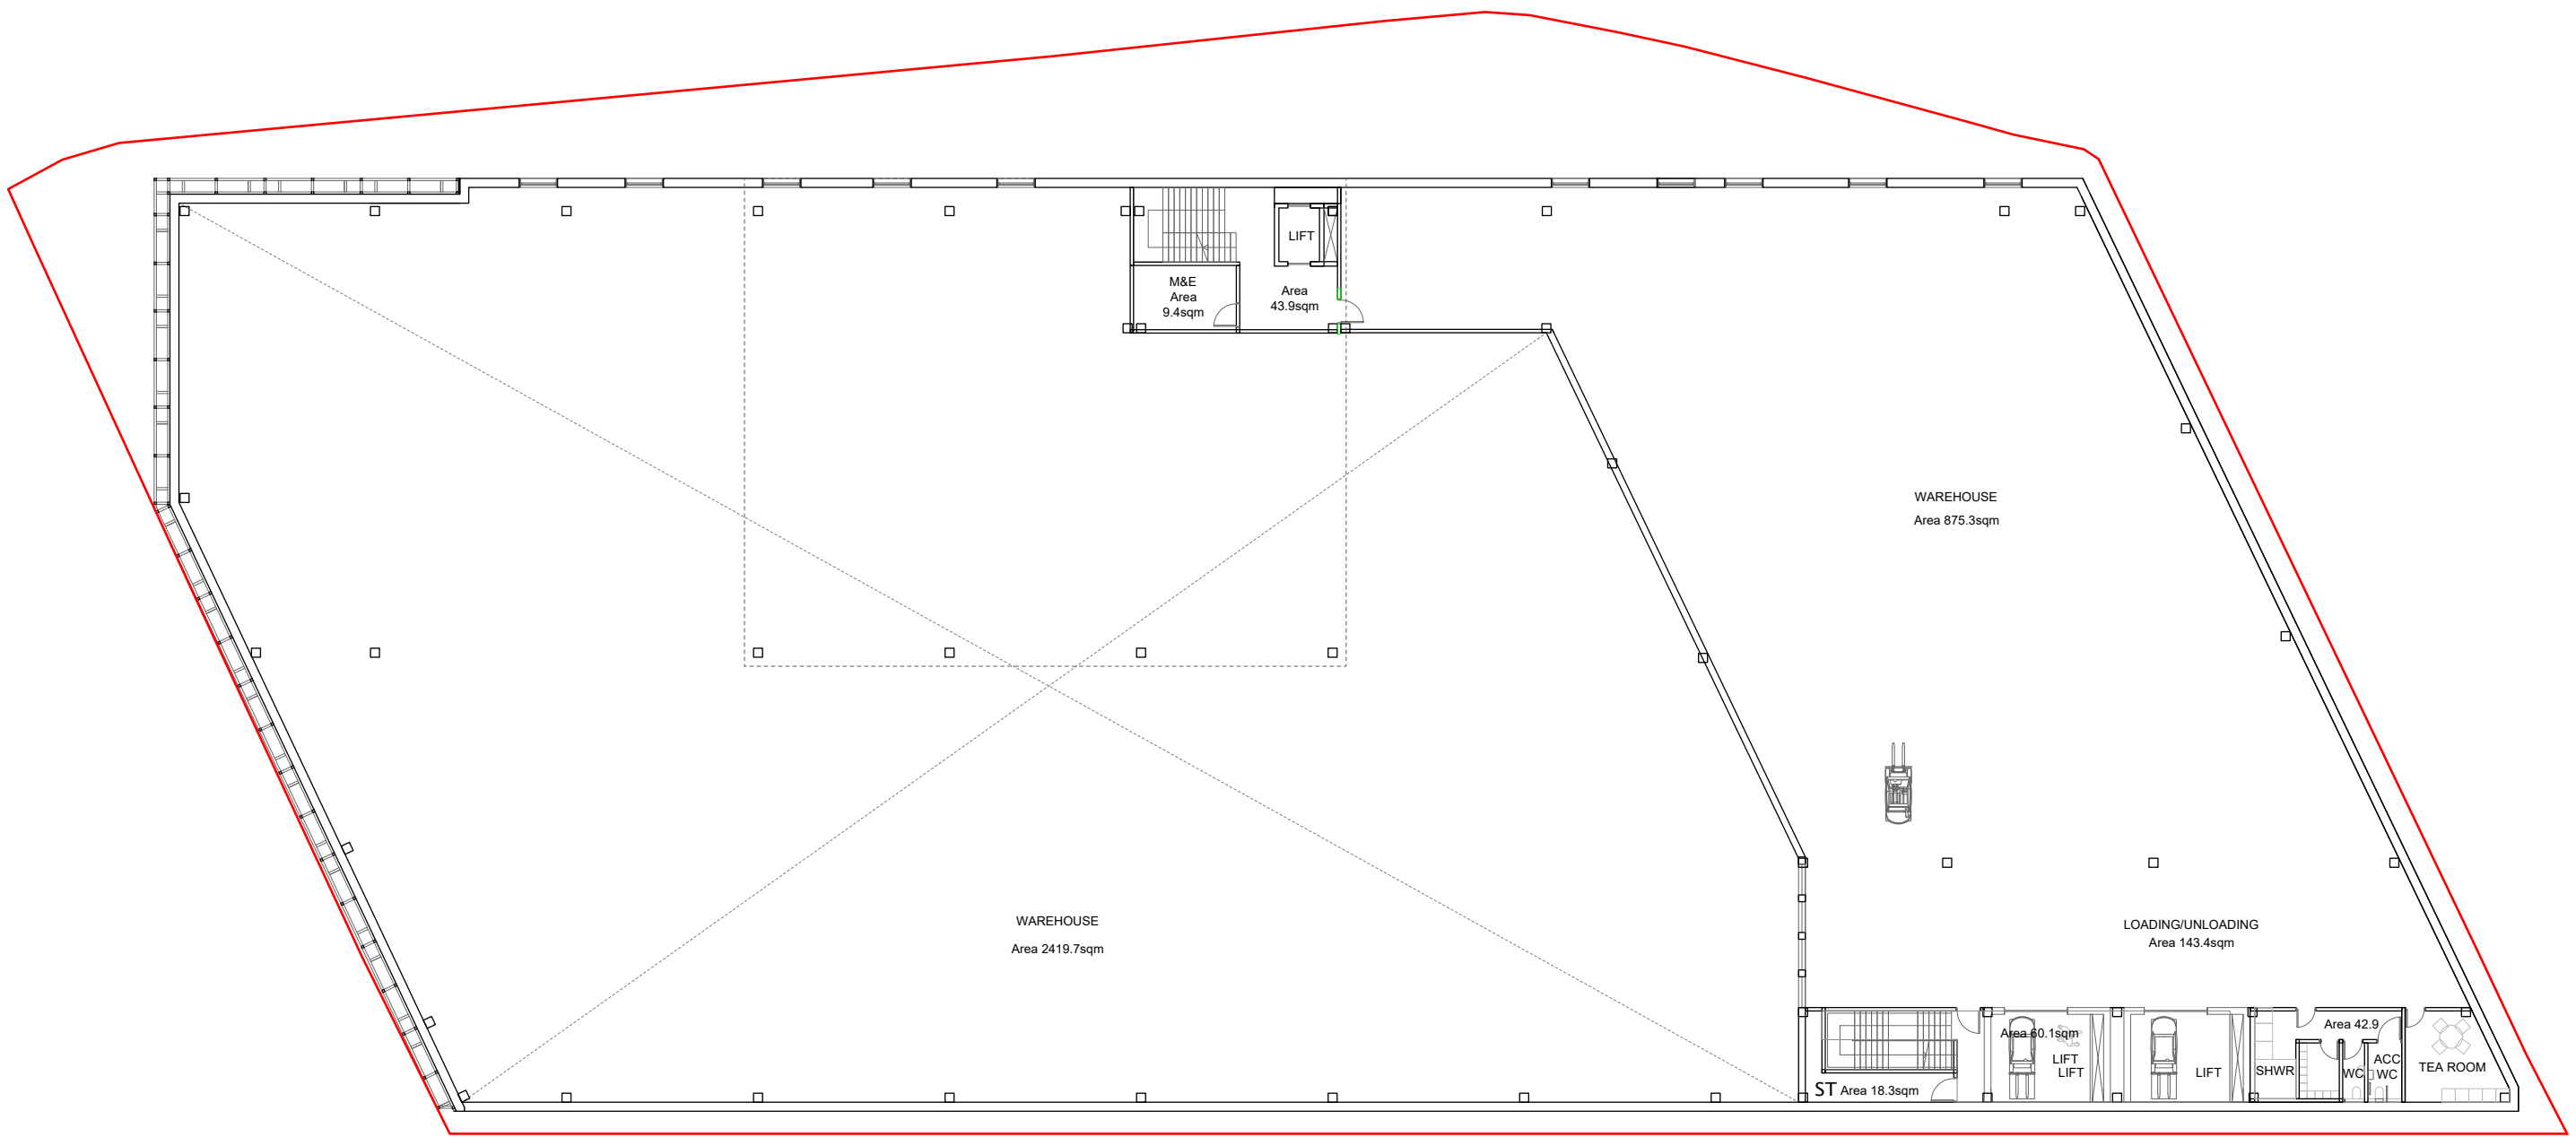 LIFT
M&E
Area
9.4sqm
Area
43.9sqm
WAREHOUSE
Area 875.3sqm
WAREHOUSE
Area 2419.7sqm
LOADING/UNLOADING
Area 143.4sqm
Area 60.1sqm
Area 42.9
LIFT
LIFT
LIFT
SHWR
WC
ACC
WC
TEA ROOM
ST Area 18.3sqm